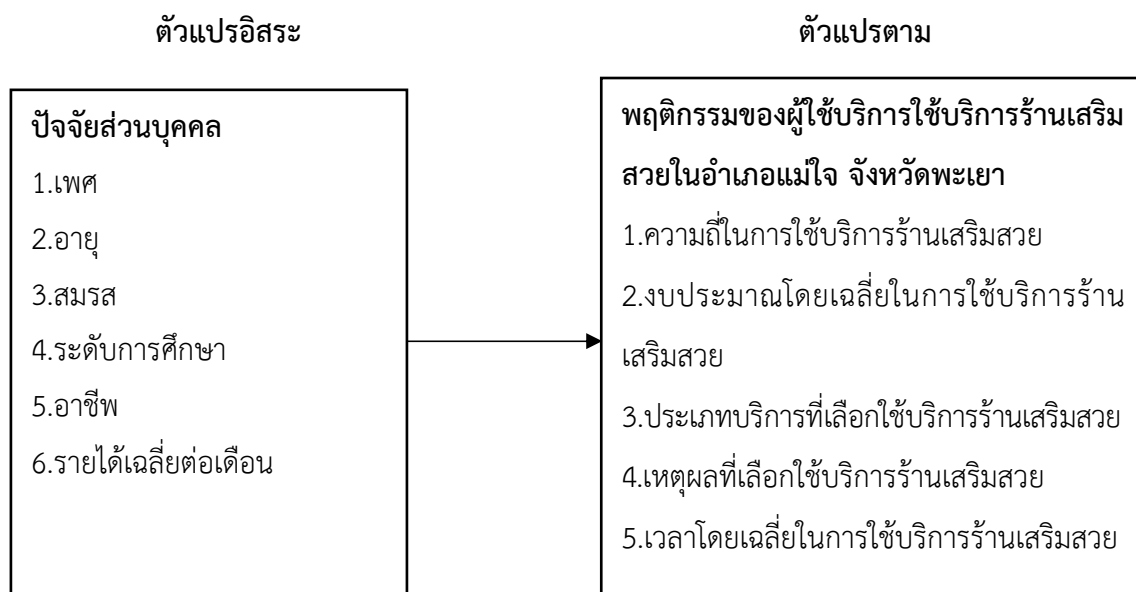 ตัวแปรอิสระ
ตัวแปรตาม
ปัจจัยส่วนบุคคล
1.เพศ
2.อายุ
3.สมรส
4.ระดับการศึกษา
5.อาชีพ
6.รายได้เฉลี่ยต่อเดือน
พฤติกรรมของผู้ใช้บริการใช้บริการร้านเสริม
สวยในอำเภอแม่ใจ จังหวัดพะเยา
1.ความถี่ในการใช้บริการร้านเสริมสวย
2.งบประมาณโดยเฉลี่ยในการใช้บริการร้าน
เสริมสวย
3.ประเภทบริการที่เลือกใช้บริการร้านเสริมสวย
4.เหตุผลที่เลือกใช้บริการร้านเสริมสวย
5.เวลาโดยเฉลี่ยในการใช้บริการร้านเสริมสวย